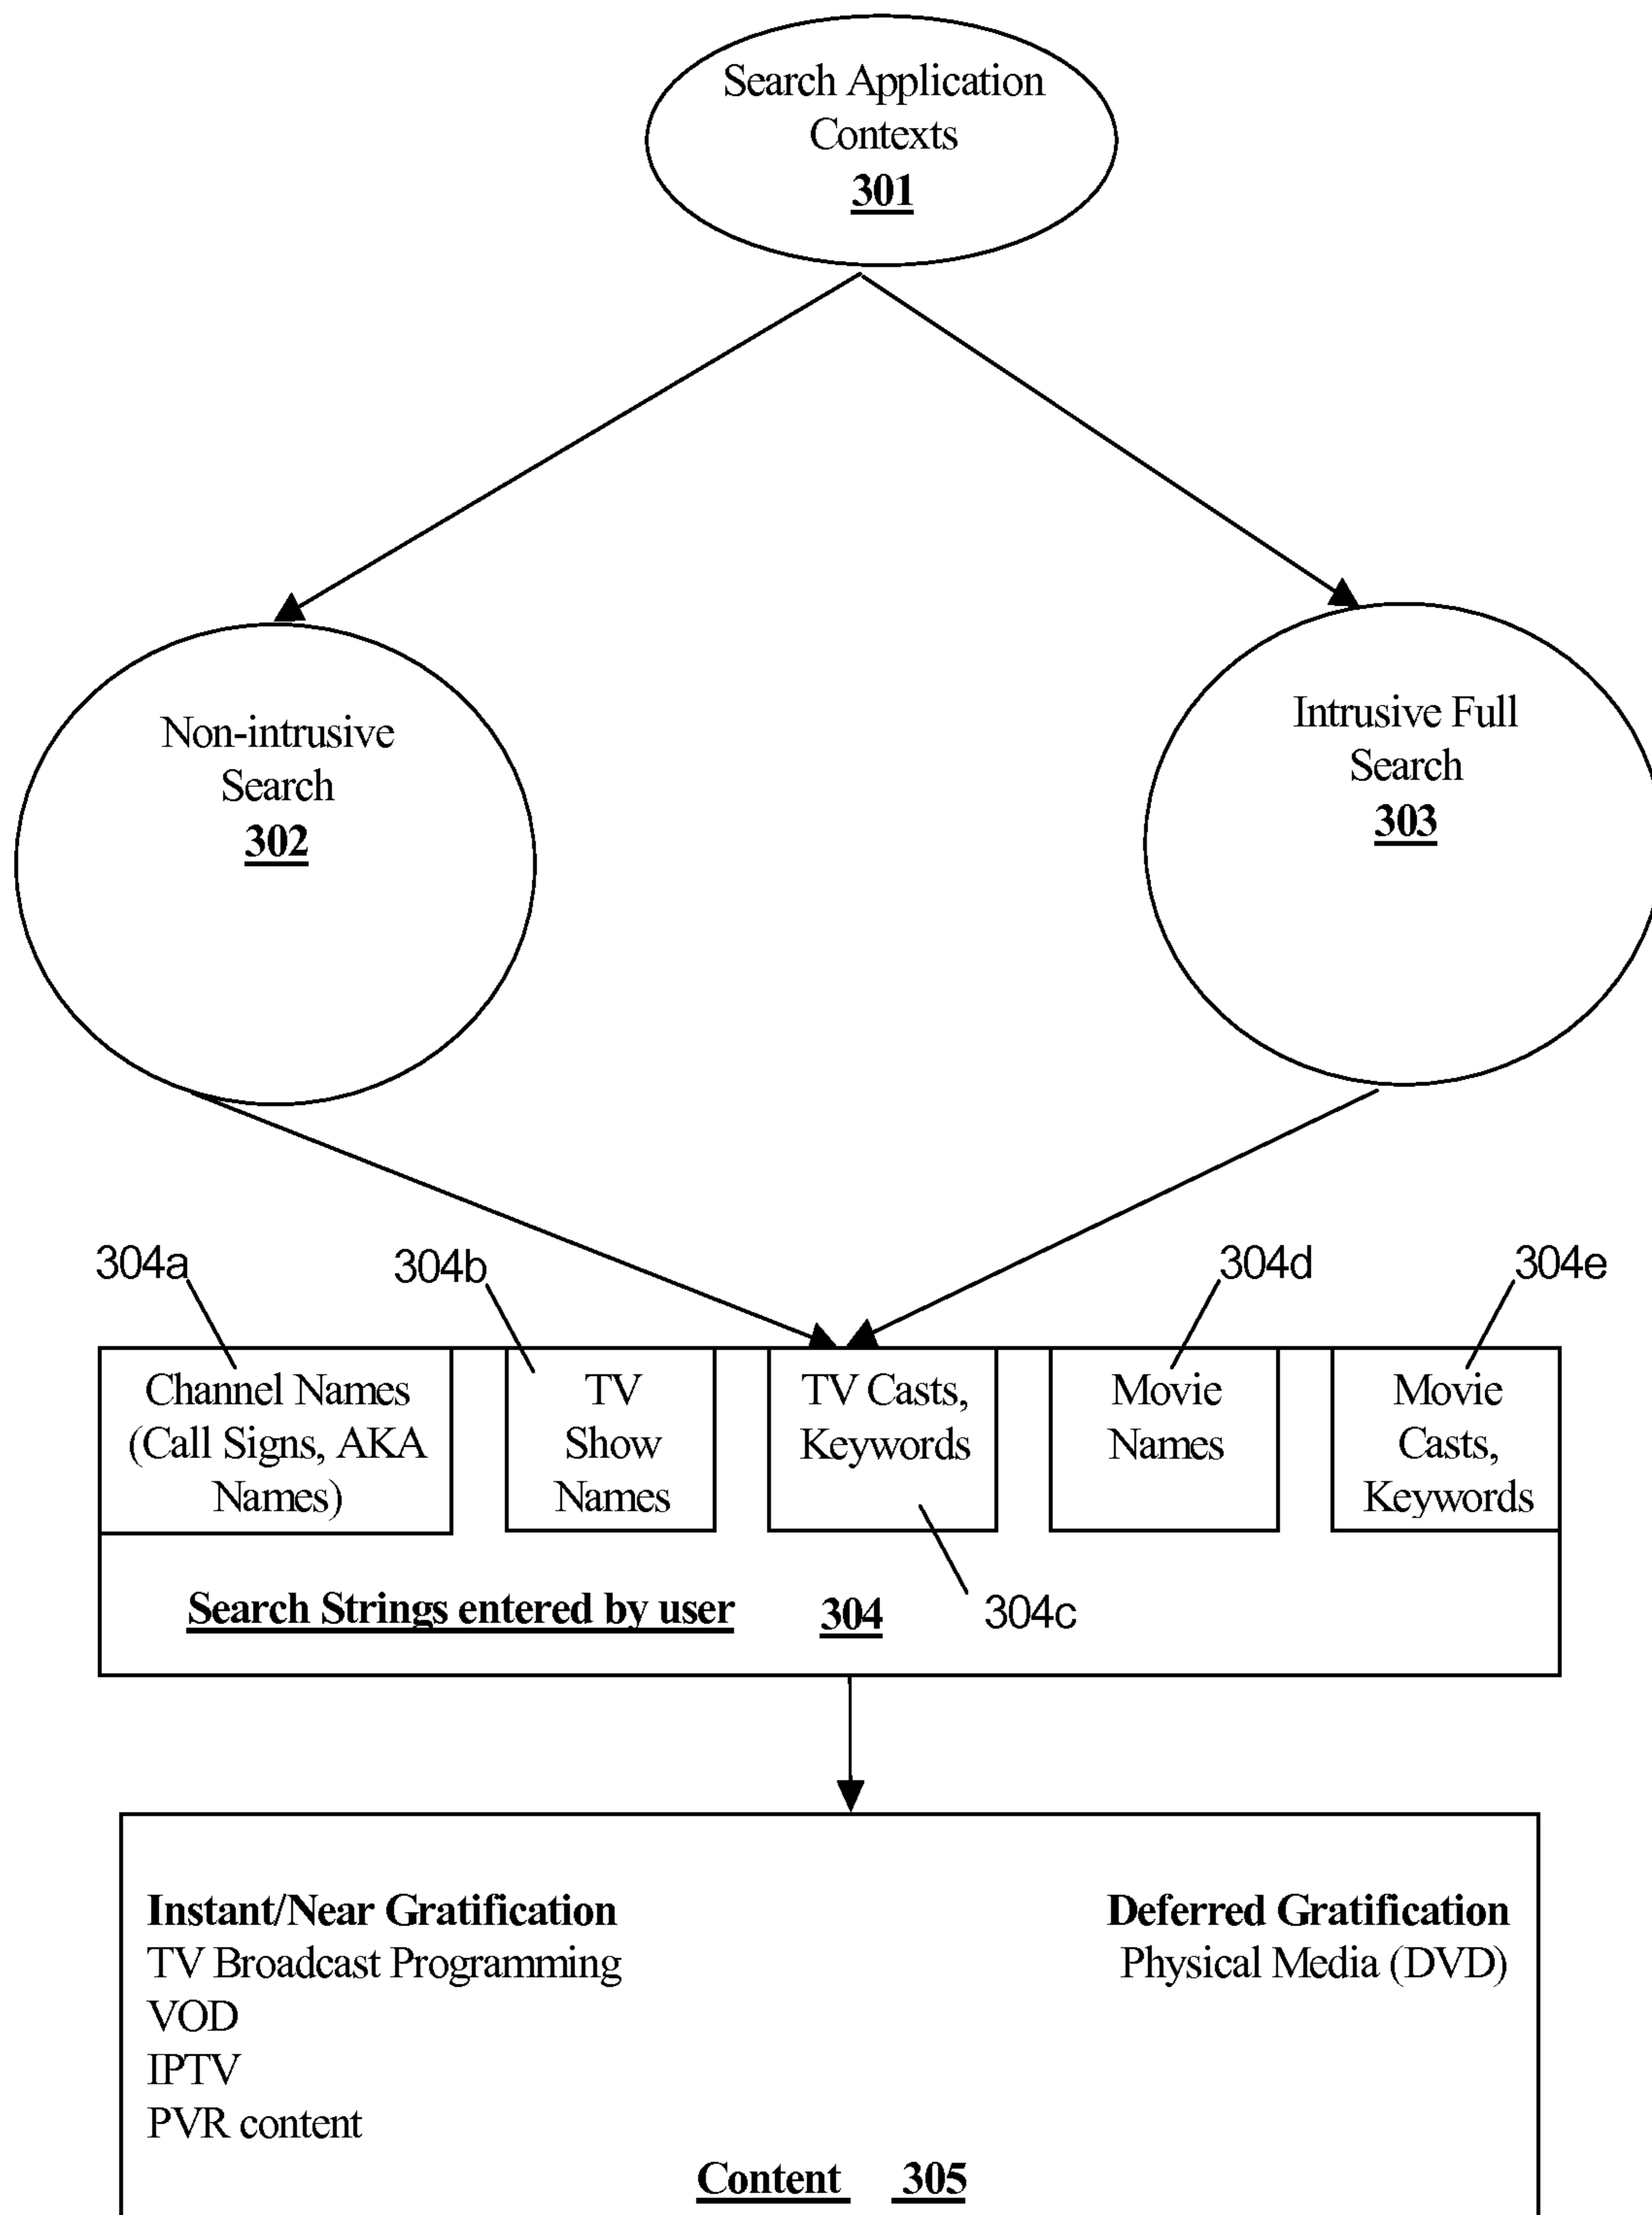 Search Application
Contexts
301
Non-intrusive
Search
302
Intrusive Full
Search
303
304a
304b
304d
304e
Channel Names
(Call Signs, AKA
Names)
TV
Show
Names
TV Casts,
Keywords
Movie
Names
Movie
Casts,
Keywords
Search Strings entered by user 304
304c
Instant/Near Gratification
TV Broadcast Programming
VOD
IPTV
PVR content
Deferred Gratification
Physical Media (DVD)
Content 305